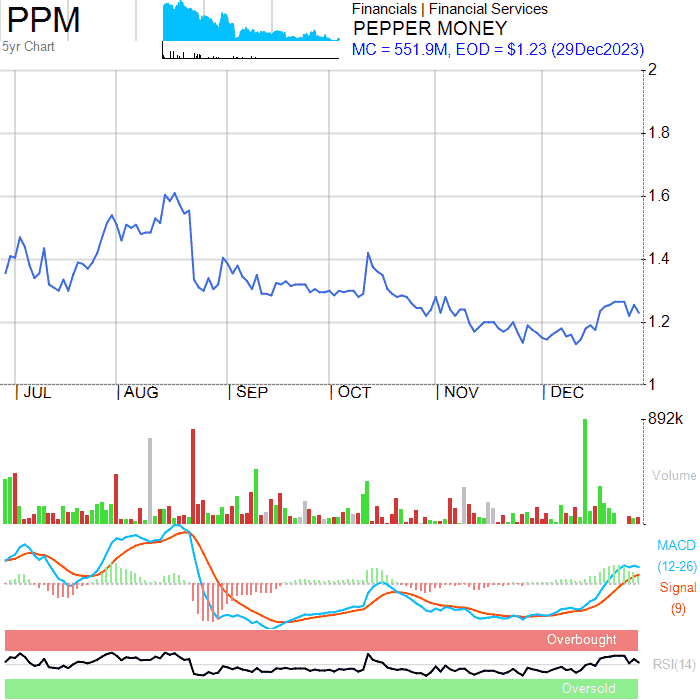 PPM
5yr Chart
Financials | Financial Services
PEPPER MONEY
MC = 551.9M, EOD = $1.23 (29Dec2023)
2
1.8
1.6
1.4
1.2
1
| JUL | AUG | SEP | OCT | NOV | DEC
892k
Volume
MACD
(12-26)
Signal
(9)
Overbought
RSI(14)
Oversold